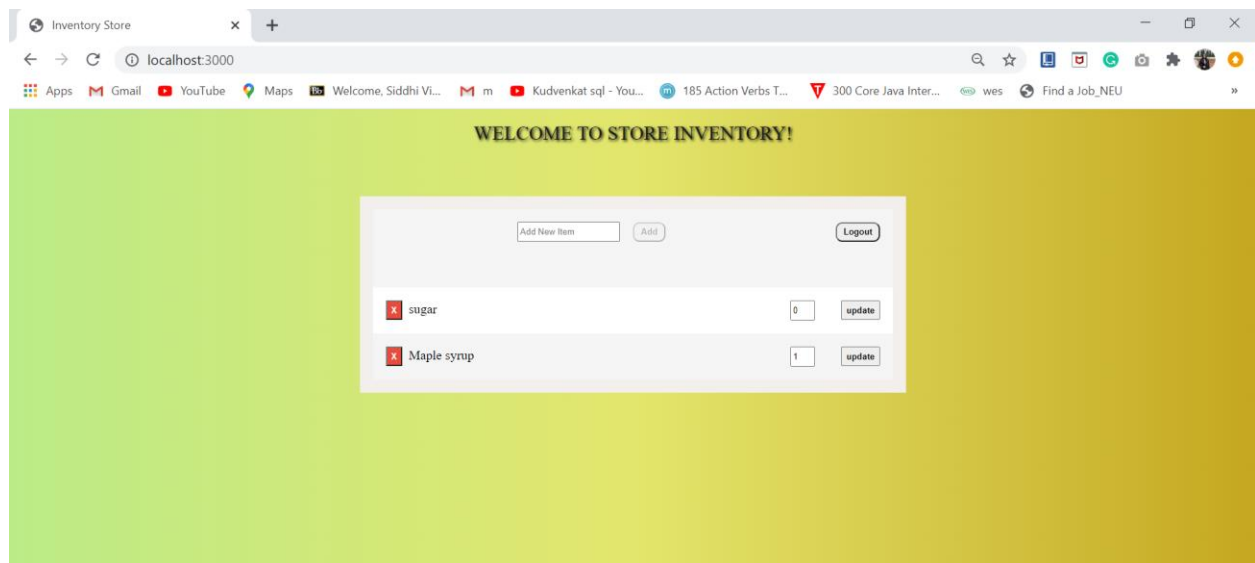 Inventory Store
localhost:3000
Apps Gmail YouTube Maps Welcome, Siddhi Vi... m Kudvenkat sql - You... 185 Action Verbs T... 300 Core Java Inter... wes Find a Job_NEU »
WELCOME TO STORE INVENTORY!
Add New Item Add Logout
X sugar 0 update
X Maple syrup 1 update